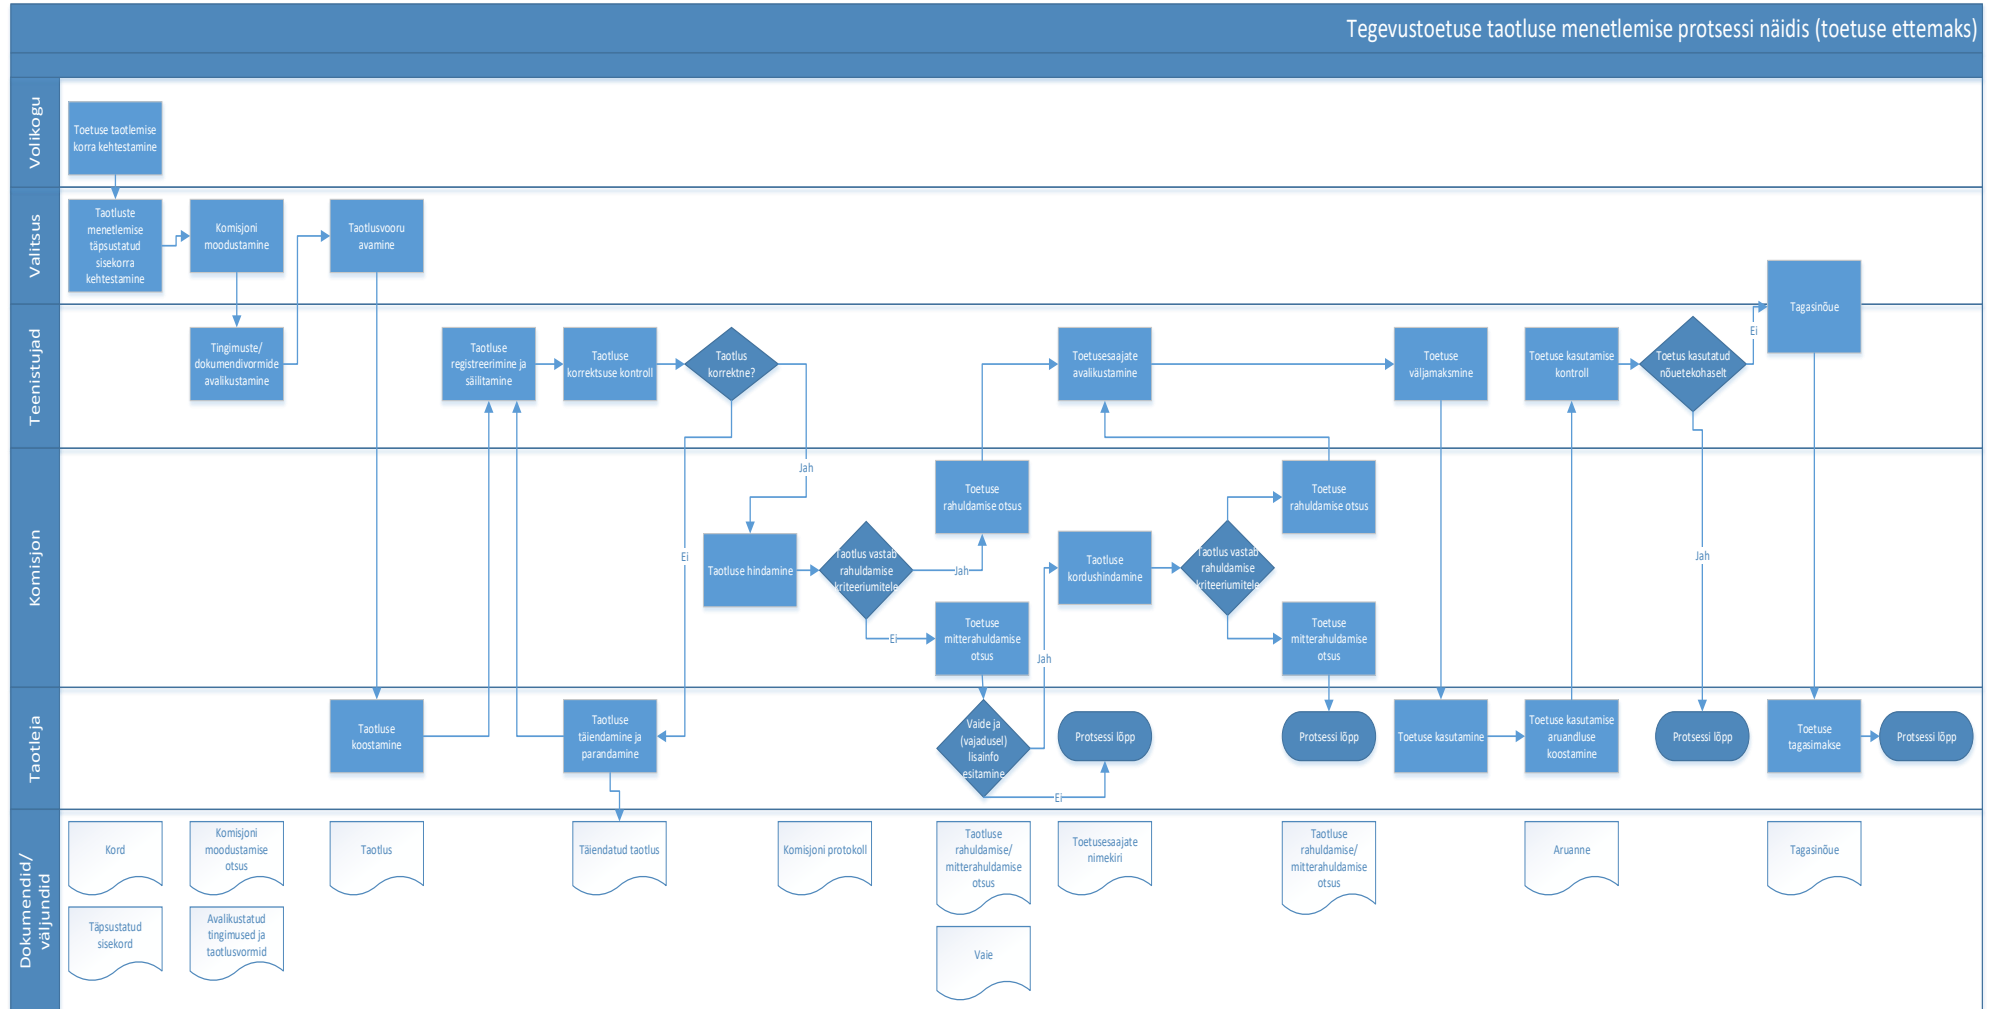 Tegevustoetuse taotluse menetlemise protsessi näidis (toetuse ettemaks)
Volikogu
Toetuse taotlemise
korra kehtestamine
Valitsus
Taotluste
menetlemise
täpsustatud
sisekorra
kehtestamine
Komisjoni
moodustamine
Taotlusvooru
avamine
Tagasinõue
Teenistujad
Tingimuste/
dokumendivormide
avalikustamine
Taotluse
registreerimine ja
säilitamine
Taotluse
korrektsuse kontroll
Taotlus
korrektne?
Toetusesaajate
avalikustamine
Toetuse
väljamaksmine
Toetuse kasutamise
kontroll
Toetus kasutatud
nõuetekohaselt
Ei
Jah
Komisjon
Ei
Taotluse hindamine
Taotlus vastab
rahuldamise
kriteeriumitele
Jah
Ei
Toetuse
rahuldamise otsus
Toetuse
mitterahuldamise
otsus
Jah
Taotluse
kordushindamine
Taotlus vastab
rahuldamise
kriteeriumitele
Toetuse
rahuldamise otsus
Toetuse
mitterahuldamise
otsus
Jah
Taotleja
Taotluse
koostamine
Taotluse
täiendamine ja
parandamine
Vaide ja
(vajadusel)
lisainfo
esitamine
Ei
Protsessi lõpp
Protsessi lõpp
Toetuse kasutamine
Toetuse kasutamise
aruandluse
koostamine
Protsessi lõpp
Toetuse
tagasimakse
Protsessi lõpp
Dokumendid/
väljundid
Kord
Komisjoni
moodustamise
otsus
Taotlus
Täiendatud taotlus
Komisjoni protokoll
Taotluse
rahuldamise/
mitterahuldamise
otsus
Toetusesaajate
nimekiri
Taotluse
rahuldamise/
mitterahuldamise
otsus
Aruanne
Tagasinõue
Täpsustatud
sisekord
Avalikustatud
tingimused ja
taotlusvormid
Vaie